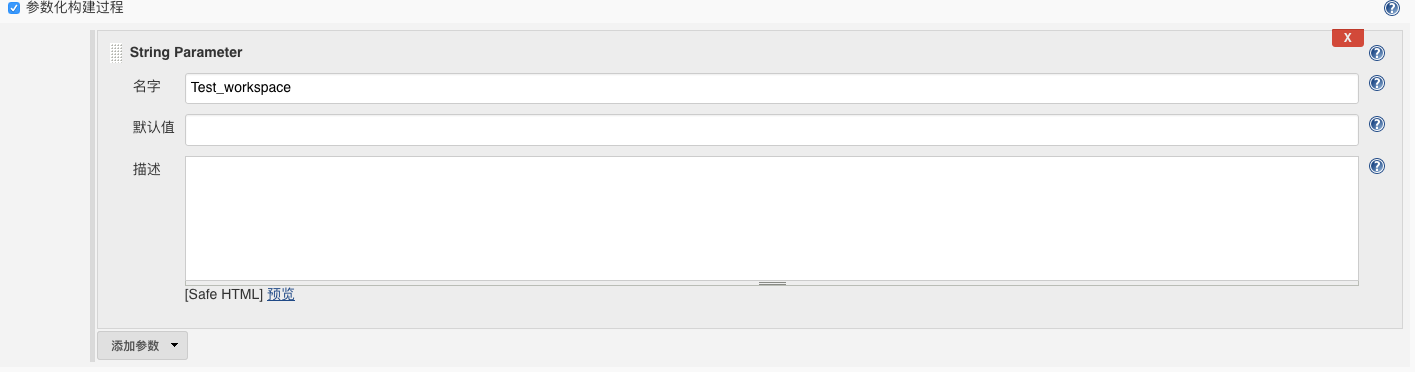 参数化构建过程
String Parameter
X
名字
Test_workspace
默认值
描述
[Safe HTML] 预览
添加参数